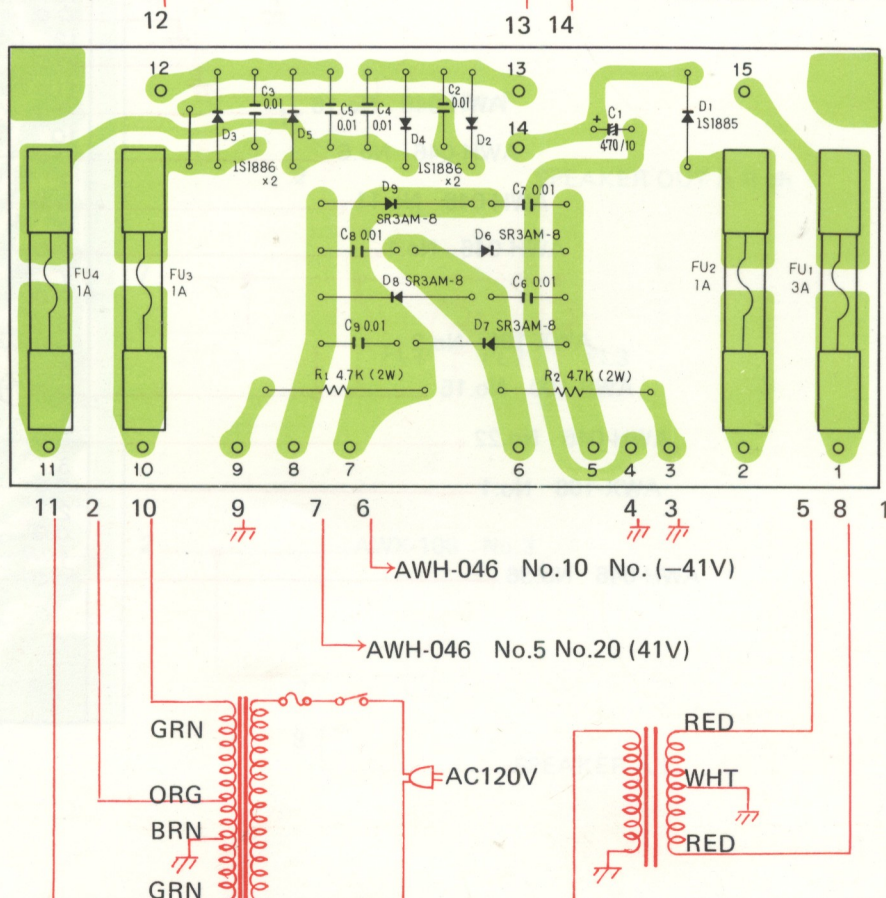 12 13 14
12 13 15
C3 0.01 C5 0.01 C4 0.01 C2 0.01
D3 D5 D4 D2
+ C1 470/10
D1 1S1885
14
1S1886 x2 1S1886 x2
D9 SR3AM-8 C7 0.01
C8 0.01 D6 SR3AM-8
FU4 1A FU3 1A FU2 1A FU1 3A
D8 SR3AM-8 C6 0.01
C9 0.01 D7 SR3AM-8
R1 4.7K (2W) R2 4.7K (2W)
11 10 9 8 7 6 5 4 3 2 1
11 2 10 9 7 6 4 3 5 8 1
AWH-046 No.10 No. (−41V)
AWH-046 No.5 No.20 (41V)
GRN RED
ORG AC120V WHT
BRN
RED
GRN